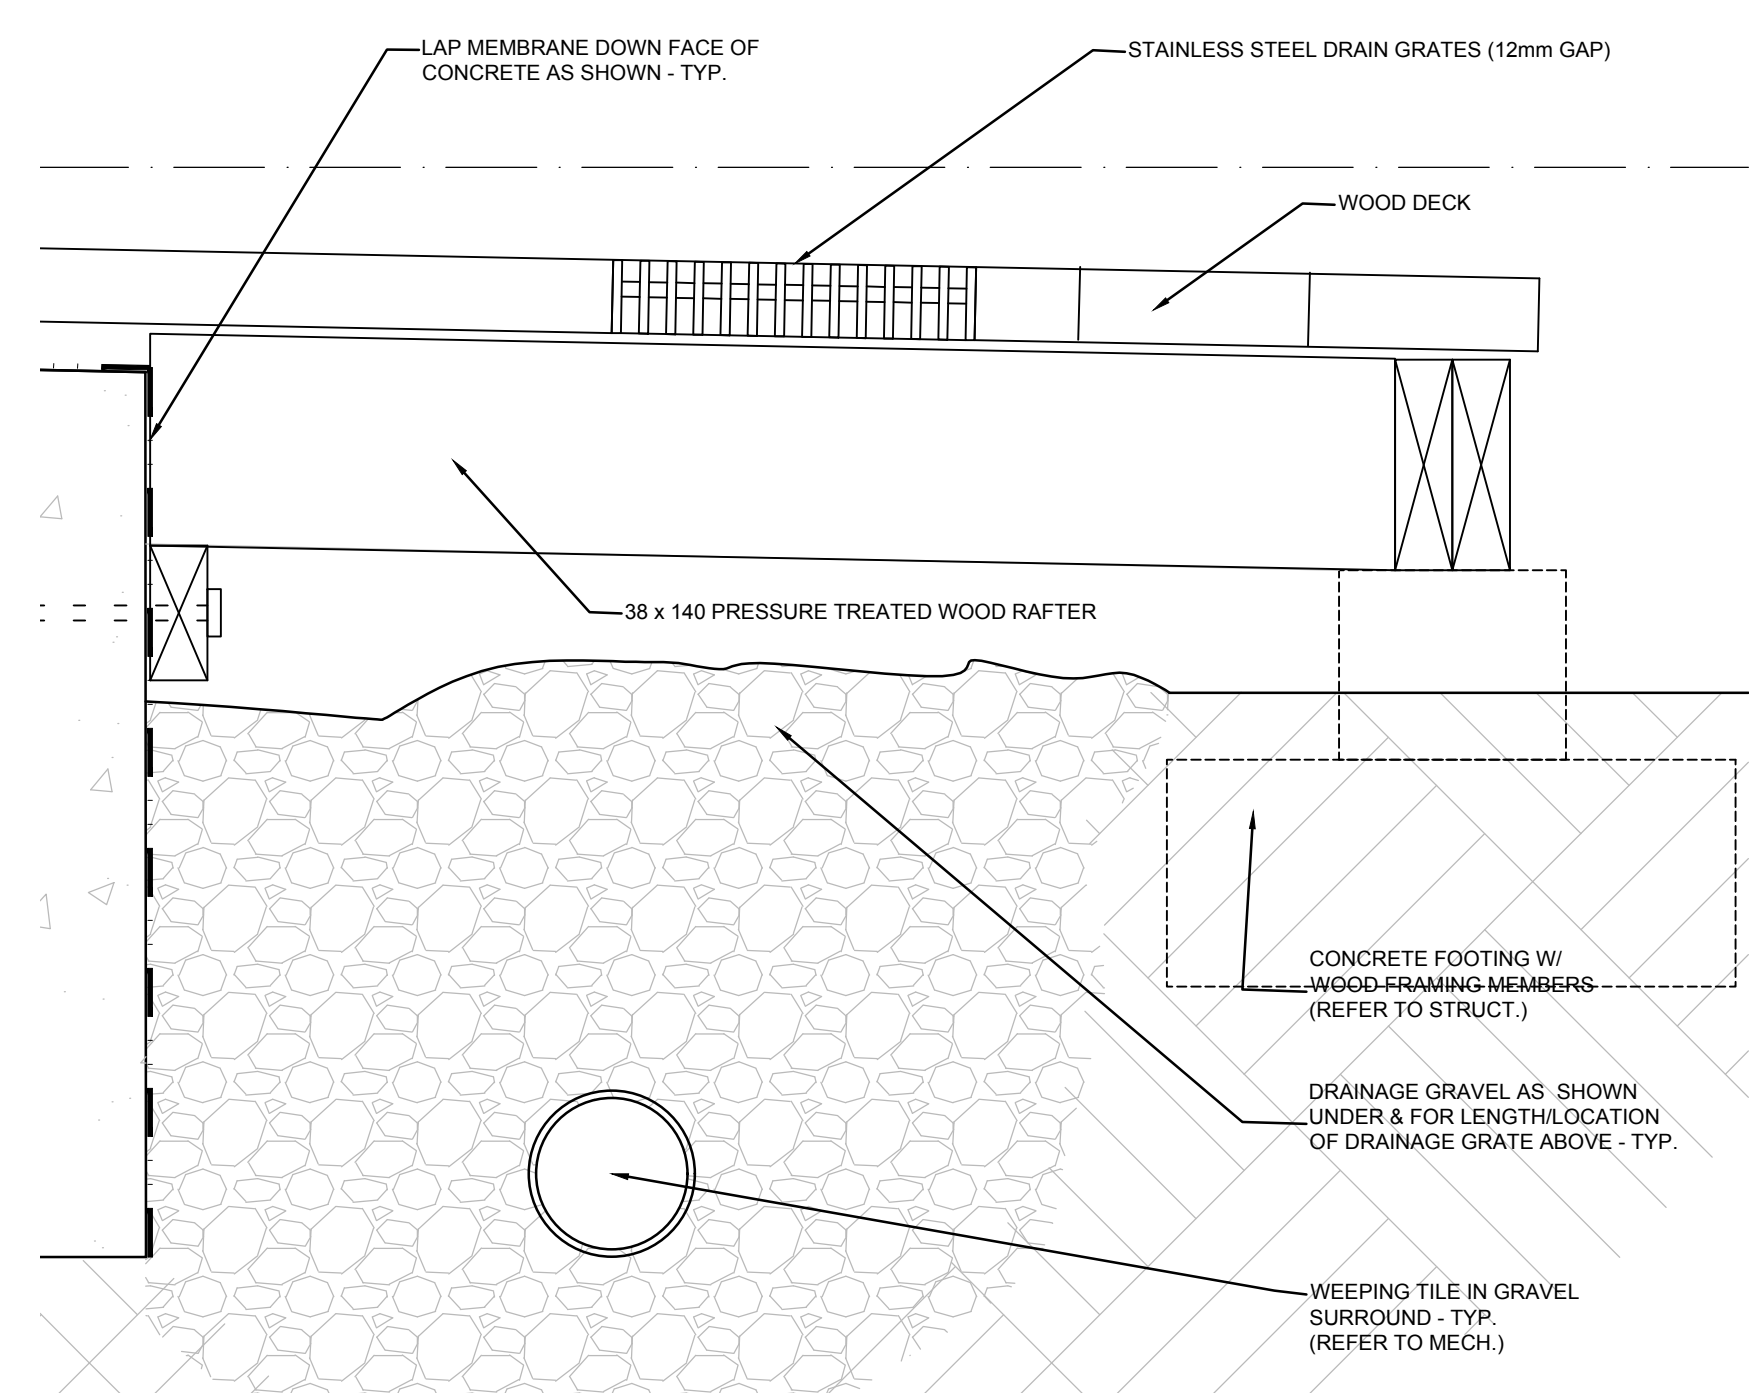 LAP MEMBRANE DOWN FACE OF
CONCRETE AS SHOWN - TYP.
STAINLESS STEEL DRAIN GRATES (12mm GAP)
WOOD DECK
38 x 140 PRESSURE TREATED WOOD RAFTER
CONCRETE FOOTING W/
WOOD FRAMING MEMBERS
(REFER TO STRUCT.)
DRAINAGE GRAVEL AS SHOWN
UNDER & FOR LENGTH/LOCATION
OF DRAINAGE GRATE ABOVE - TYP.
WEEPING TILE IN GRAVEL
SURROUND - TYP.
(REFER TO MECH.)